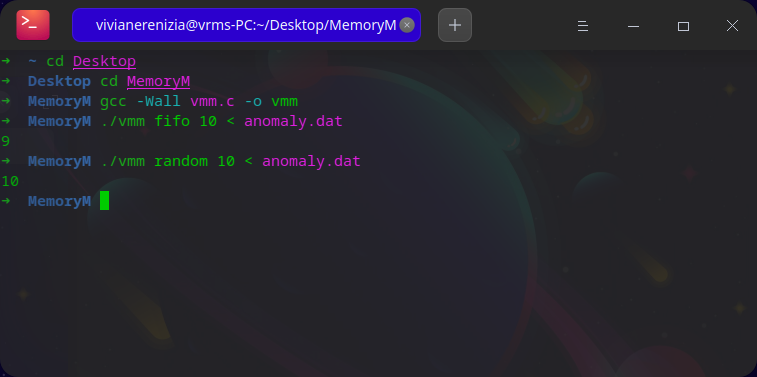 vivianerenizia@vrms-PC:~/Desktop/MemoryM
➜ ~ cd Desktop
➜ Desktop cd MemoryM
➜ MemoryM gcc -Wall vmm.c -o vmm
➜ MemoryM ./vmm fifo 10 < anomaly.dat
9
➜ MemoryM ./vmm random 10 < anomaly.dat
10
➜ MemoryM